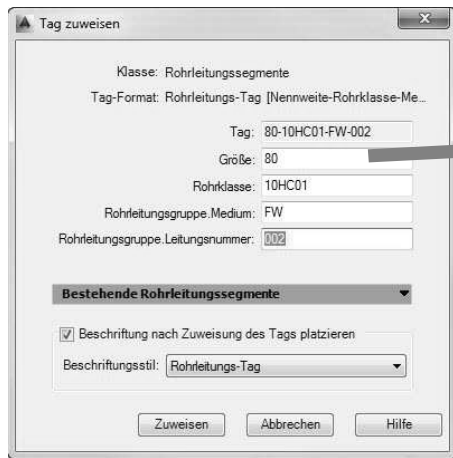 Tag zuweisen
Klasse: Rohrleitungssegmente
Tag-Format: Rohrleitungs-Tag [Nennweite-Rohrklasse-Me...
Tag: 80-10HC01-FW-002
Größe: 80
Rohrklasse: 10HC01
Rohrleitungsgruppe.Medium: FW
Rohrleitungsgruppe.Leitungsnummer: 002
Bestehende Rohrleitungssegmente
Beschriftung nach Zuweisung des Tags platzieren
Beschriftungsstil: Rohrleitungs-Tag
Zuweisen Abbrechen Hilfe